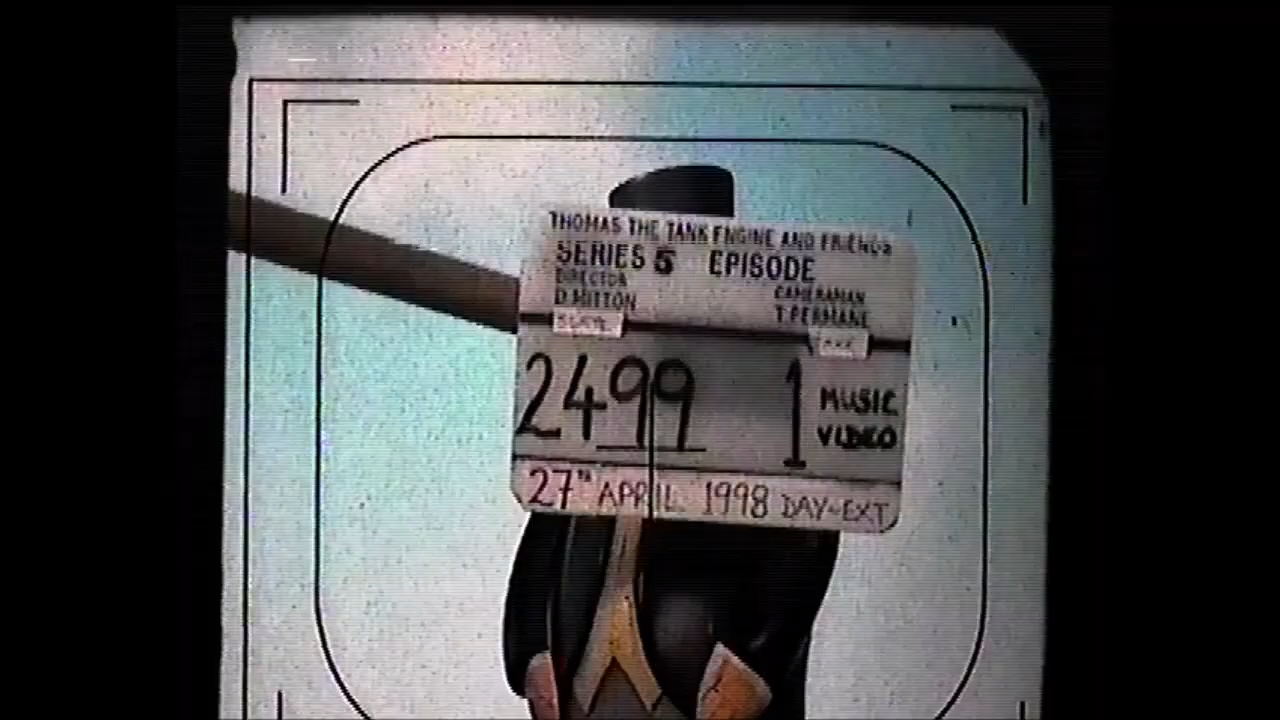 THOMAS THE TANK ENGINE AND FRIENDS
SERIES 5 EPISODE
DIRECTOR CAMERAMAN
D.MITTON T.PERMANE
2499 1 MUSIC VIDEO
27TH APRIL 1998 DAY-EXT